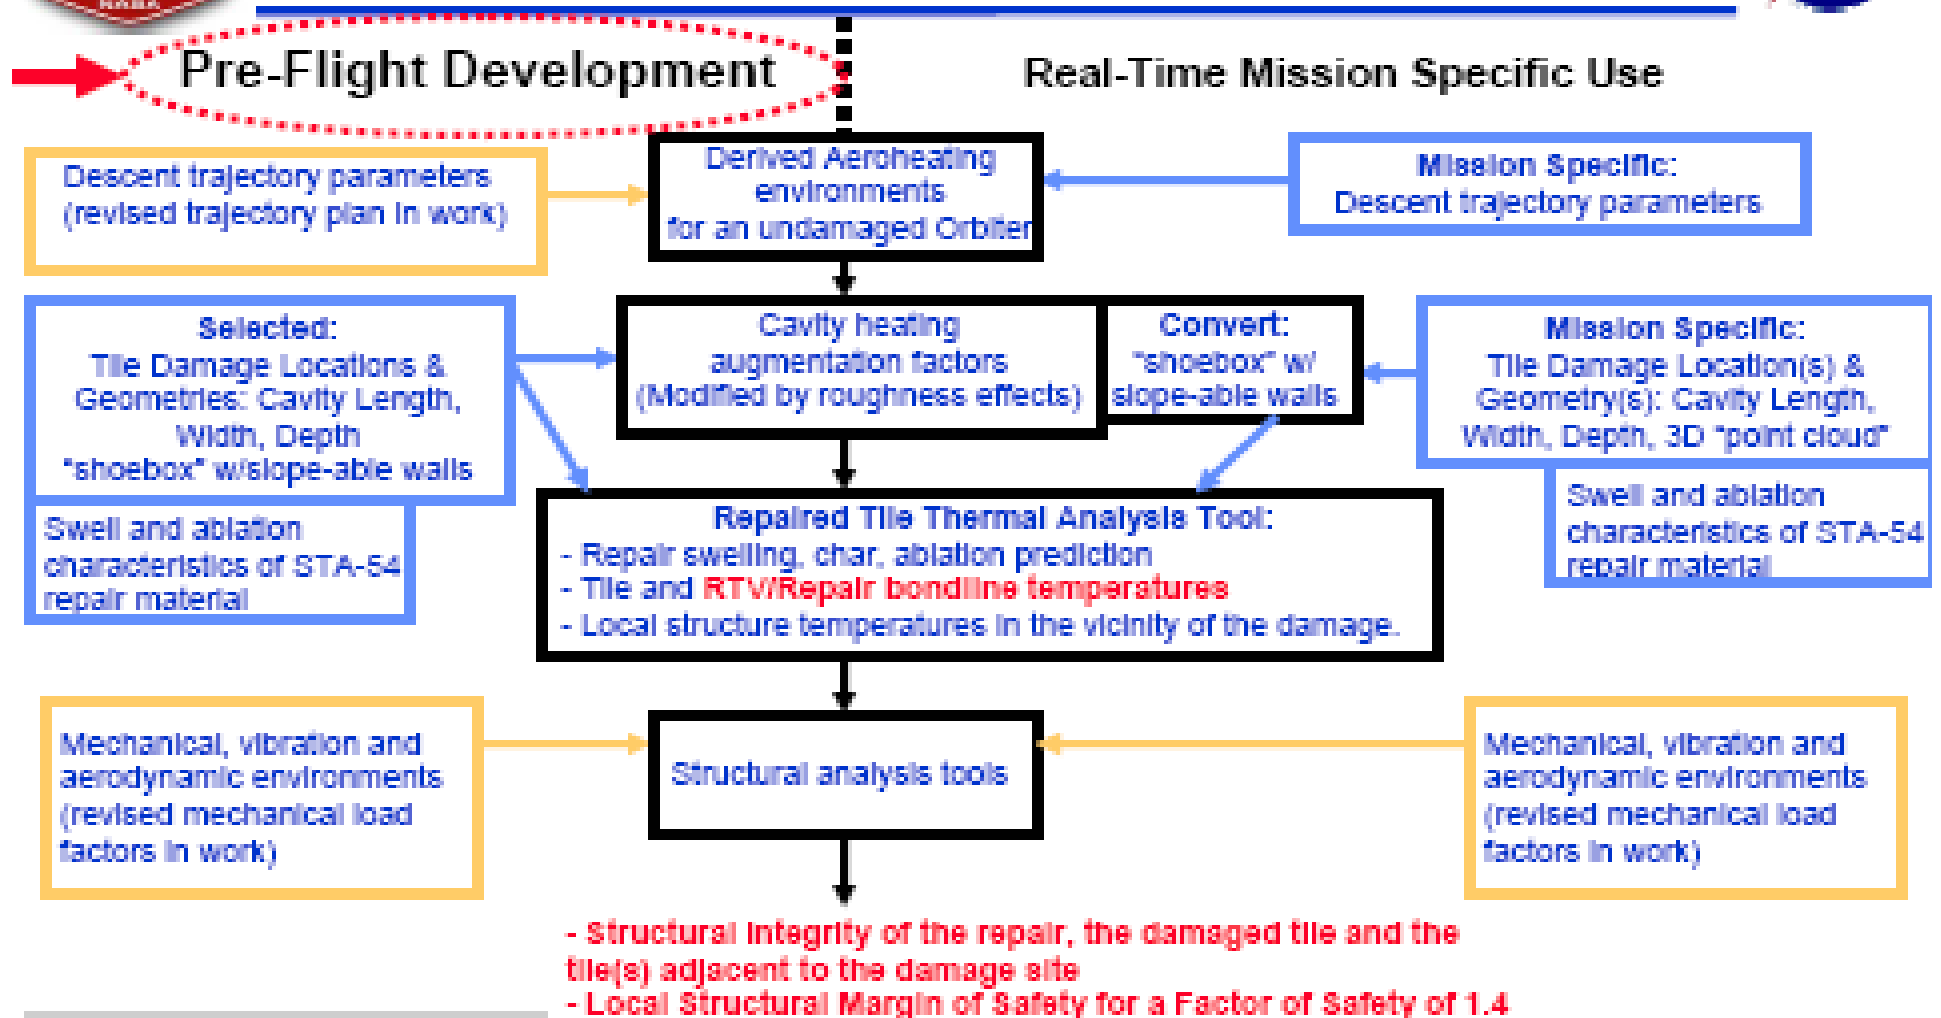 NASA
Pre-Flight Development
Real-Time Mission Specific Use
Descent trajectory parameters
(revised trajectory plan in work)
Derived Aeroheating
environments
for an undamaged Orbiter
Mission Specific:
Descent trajectory parameters
Selected:
Tile Damage Locations &
Geometries: Cavity Length,
Width, Depth
"shoebox" w/slope-able walls
Swell and ablation
characteristics of STA-54
repair material
Cavity heating
augmentation factors
(Modified by roughness effects)
Convert:
"shoebox" w/
slope-able walls
Mission Specific:
Tile Damage Location(s) &
Geometry(s): Cavity Length,
Width, Depth, 3D "point cloud"
Swell and ablation
characteristics of STA-54
repair material
Repaired Tile Thermal Analysis Tool:
- Repair swelling, char, ablation prediction
- Tile and RTV/Repair bondline temperatures
- Local structure temperatures in the vicinity of the damage.
Mechanical, vibration and
aerodynamic environments
(revised mechanical load
factors in work)
Structural analysis tools
Mechanical, vibration and
aerodynamic environments
(revised mechanical load
factors in work)
- Structural integrity of the repair, the damaged tile and the
tile(s) adjacent to the damage site
- Local Structural Margin of Safety for a Factor of Safety of 1.4